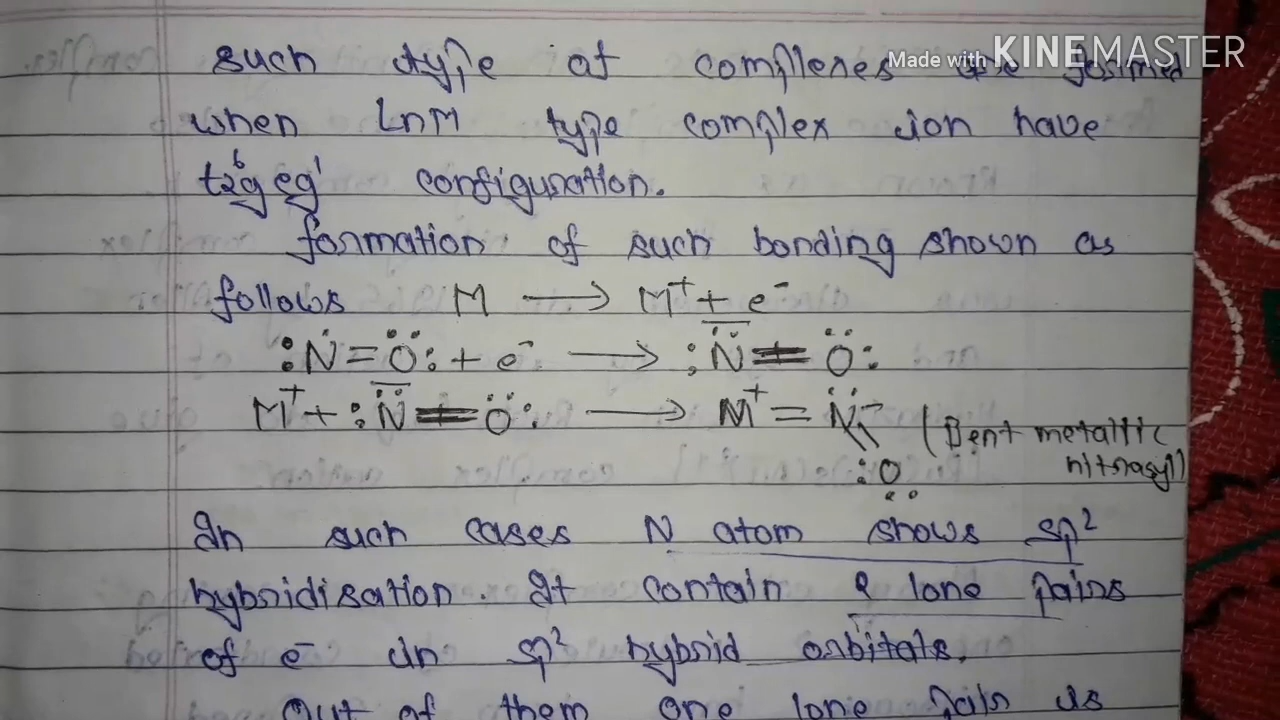 Made with KINEMASTER
such type of complexes are formed
when LnM type complex ion have
t2g⁶ eg¹ configuration.
formation of such bonding shown as
follows M → M⁺ + e⁻
:N = O: + e⁻ → :N = O:
M⁺ + :N = O: → M⁺ = N
(Bent metallic
nitrosyl)
:O
In such cases N atom shows sp²
hybridisation. It contain 2 lone pairs
of e⁻ in sp² hybrid orbitals.
Out of them one lone pair is